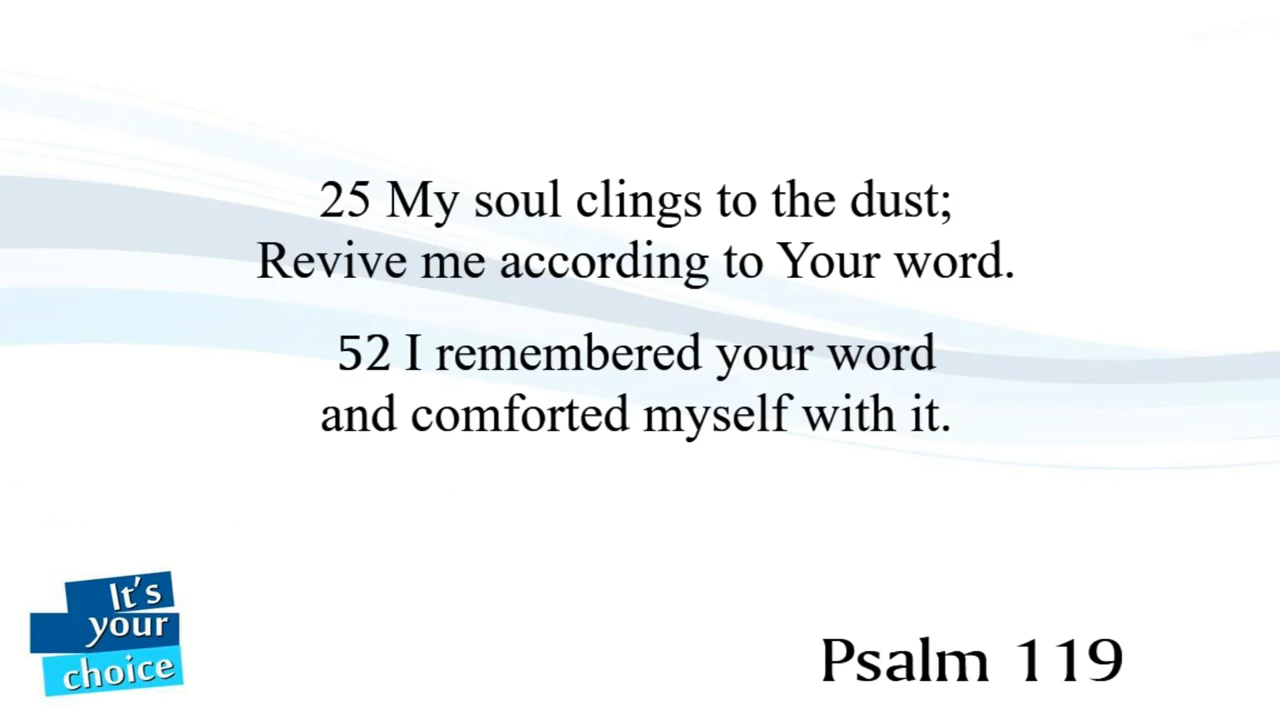 25 My soul clings to the dust;
Revive me according to Your word.
52 I remembered your word
and comforted myself with it.
It's
your
choice
Psalm 119